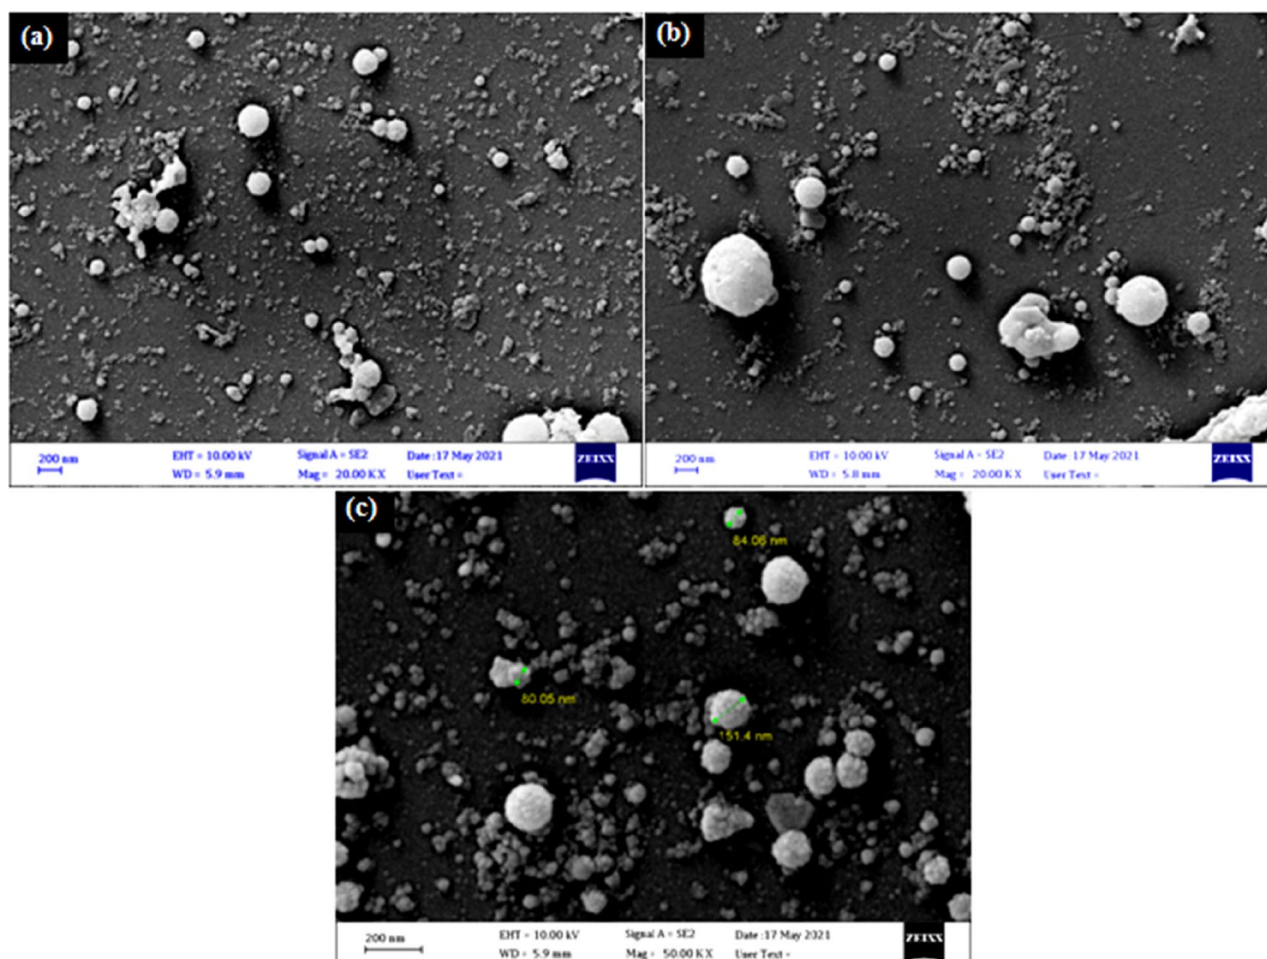 (a)
(b)
200 nm EHT = 10.00 kV Signal A = SE2 Date :17 May 2021 ZEISS
WD = 5.9 mm Mag = 20.00 K X User Text =
200 nm EHT = 10.00 kV Signal A = SE2 Date :17 May 2021 ZEISS
WD = 5.8 mm Mag = 20.00 K X User Text =
(c)
84.06 nm
80.05 nm
151.4 nm
200 nm EHT = 10.00 kV Signal A = SE2 Date :17 May 2021 ZEISS
WD = 5.9 mm Mag = 50.00 K X User Text =